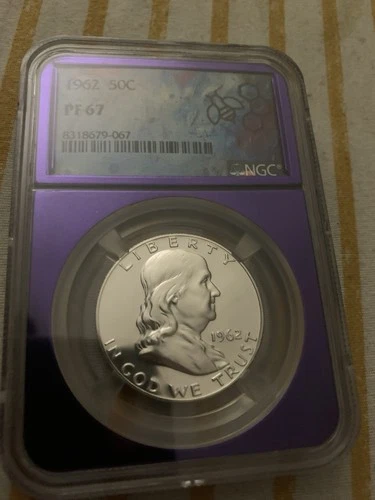 1962 50C
PF 67
8318679-067
NGC
LIBERTY
1962
IN GOD WE TRUST